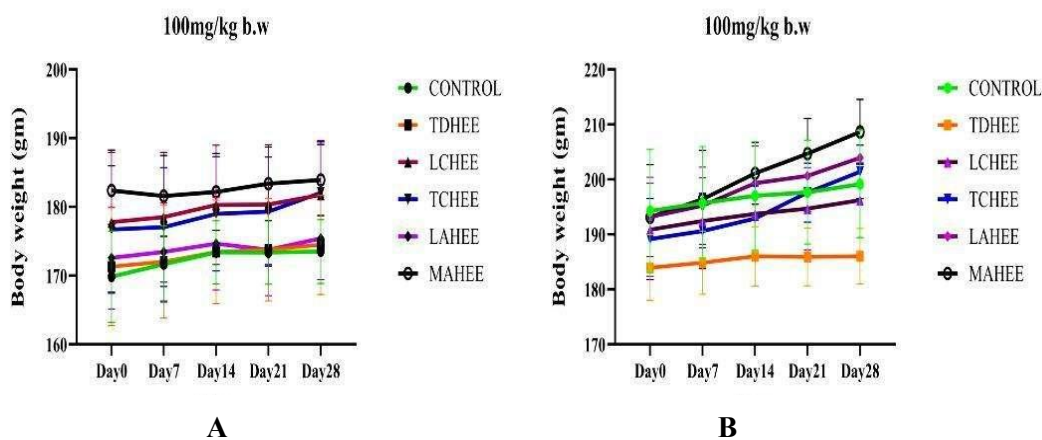 100mg/kg b.w
Body weight (gm)
200
190
180
170
160
Day0 Day7 Day14 Day21 Day28
CONTROL
TDHEE
LCHEE
TCHEE
LAHEE
MAHEE
A
100mg/kg b.w
Body weight (gm)
220
210
200
190
180
170
Day0 Day7 Day14 Day21 Day28
CONTROL
TDHEE
LCHEE
TCHEE
LAHEE
MAHEE
B